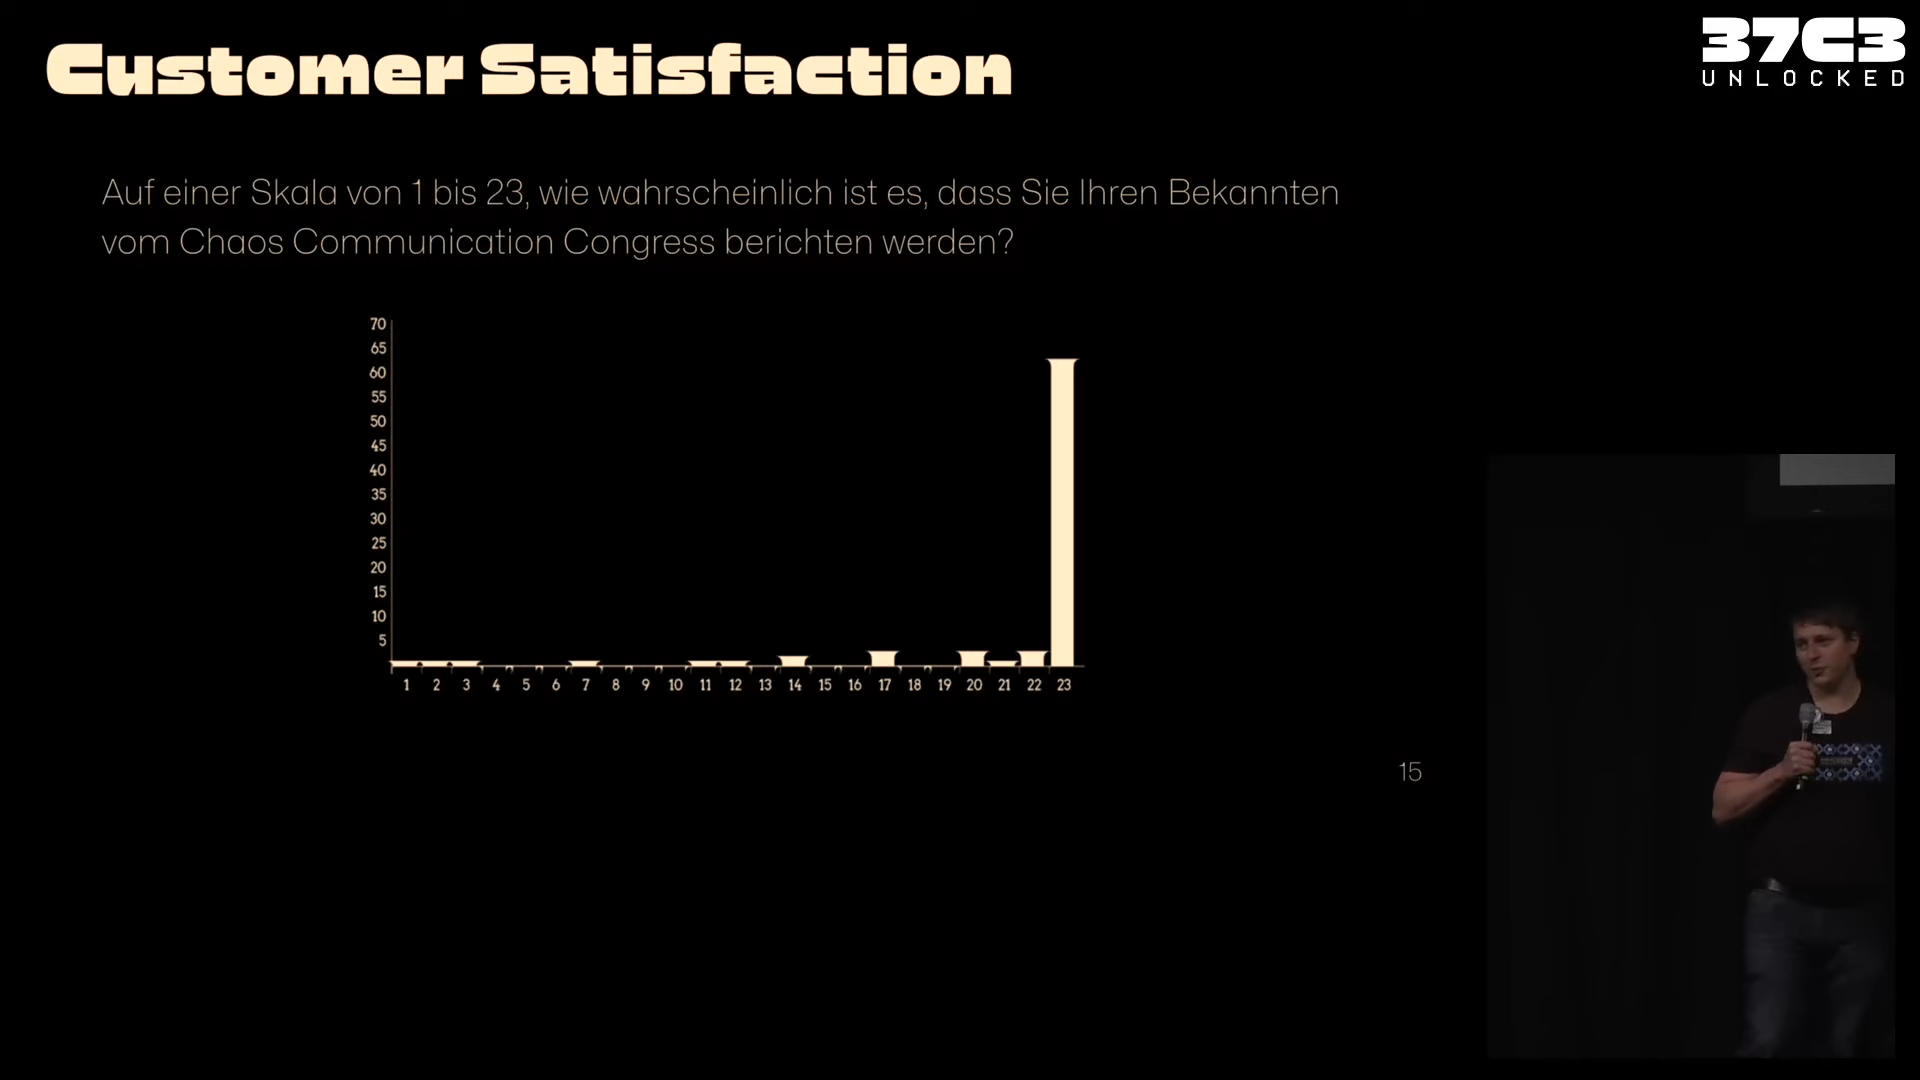 Customer Satisfaction
37C3
UNLOCKED
Auf einer Skala von 1 bis 23, wie wahrscheinlich ist es, dass Sie Ihren Bekannten
vom Chaos Communication Congress berichten werden?
70
65
60
55
50
45
40
35
30
25
20
15
10
5
1 2 3 4 5 6 7 8 9 10 11 12 13 14 15 16 17 18 19 20 21 22 23
15